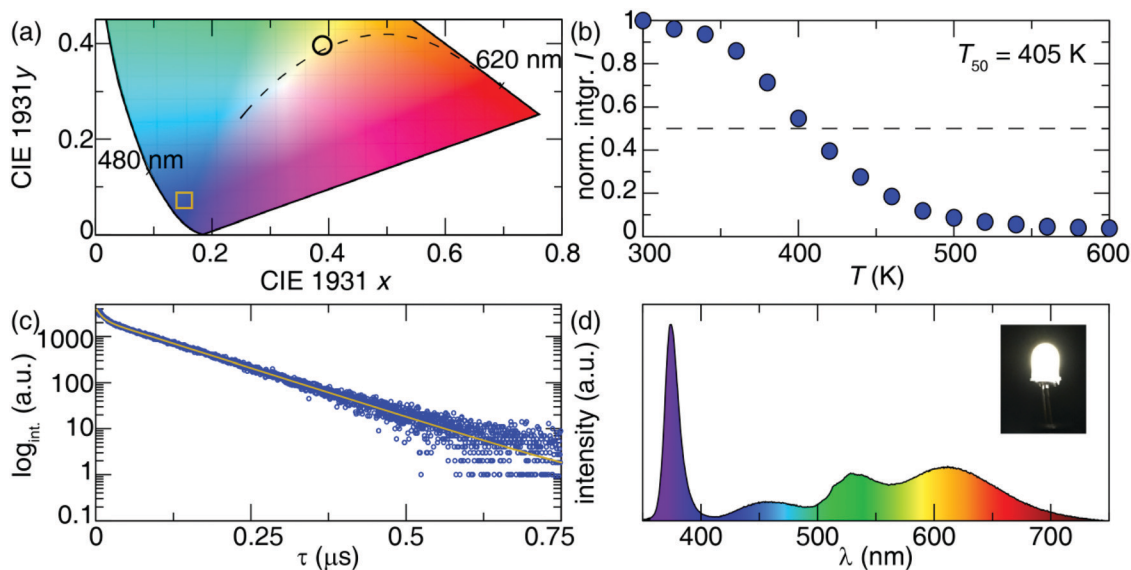 (a)
0.4
0.2
0
CIE 1931 y
620 nm
480 nm
0 0.2 0.4 0.6 0.8
CIE 1931 x
(b)
1
0.8
0.6
0.4
0.2
0
norm. intgr. I
T50 = 405 K
300 400 500 600
T (K)
(c)
1000
100
10
1
0.1
log int. (a.u.)
0 0.25 0.5 0.75
τ (μs)
(d)
intensity (a.u.)
400 500 600 700
λ (nm)